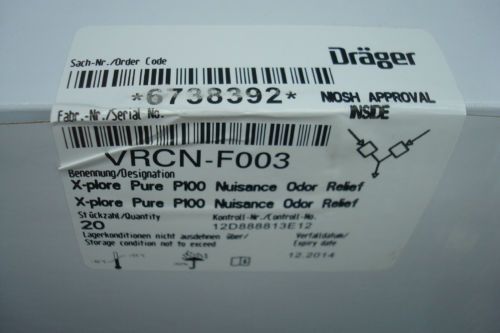 Dräger
Sach-Nr./Order Code
*6738392*
NIOSH APPROVAL
INSIDE
Fabr.-Nr./Serial No.
VRCN-F003
Benennung/Designation
X-plore Pure P100 Nuisance Odor Relief
X-plore Pure P100 Nuisance Odor Relief
Stückzahl/Quantity
20
Kontroll-Nr./Control-No.
12D888813E12
Lagerkonditionen nicht ausdehnen über/
Storage condition not to exceed
Verfalldatum/
Expiry date
12.2014